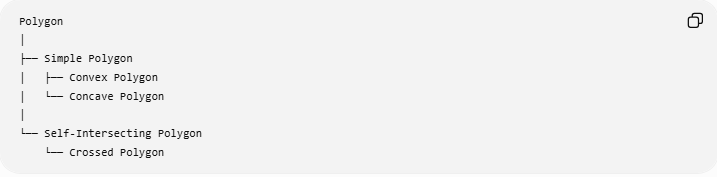 Polygon
│
├── Simple Polygon
│   ├── Convex Polygon
│   └── Concave Polygon
│
└── Self-Intersecting Polygon
    └── Crossed Polygon